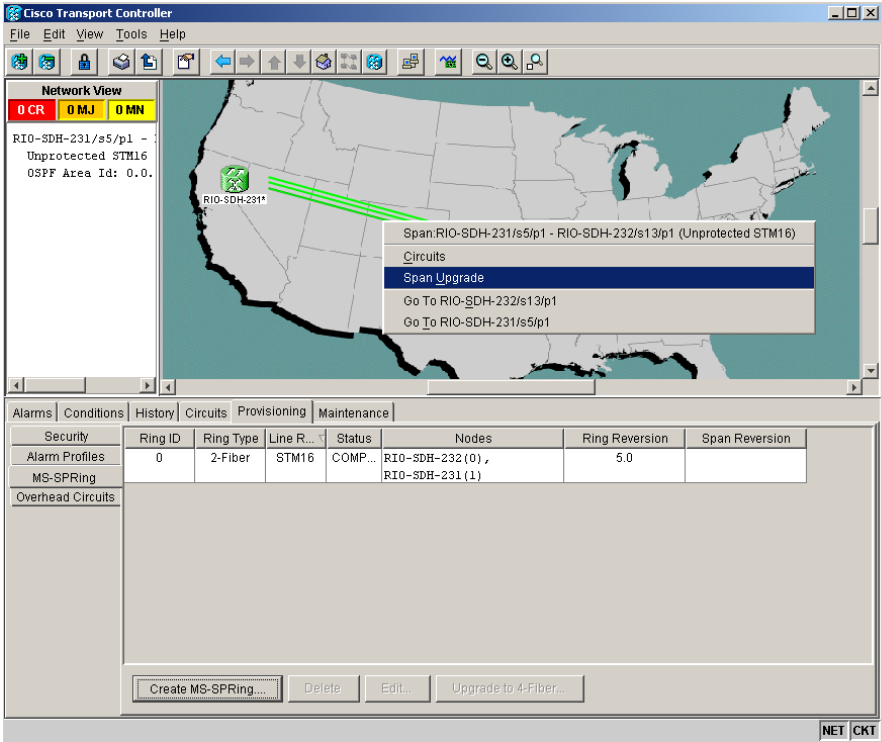 Cisco Transport Controller
File Edit View Tools Help
Network View
0 CR 0 MJ 0 MN
RIO-SDH-231/s5/p1 -
Unprotected STM16
OSPF Area Id: 0.0.
RIO-SDH-231*
Span:RIO-SDH-231/s5/p1 - RIO-SDH-232/s13/p1 (Unprotected STM16)
Circuits
Span Upgrade
Go To RIO-SDH-232/s13/p1
Go To RIO-SDH-231/s5/p1
Alarms Conditions History Circuits Provisioning Maintenance
Security
Alarm Profiles
MS-SPRing
Overhead Circuits
Ring ID Ring Type Line R... Status Nodes Ring Reversion Span Reversion
0 2-Fiber STM16 COMP... RIO-SDH-232(0), 5.0
RIO-SDH-231(1)
Create MS-SPRing.... Delete Edit... Upgrade to 4-Fiber...
NET CKT